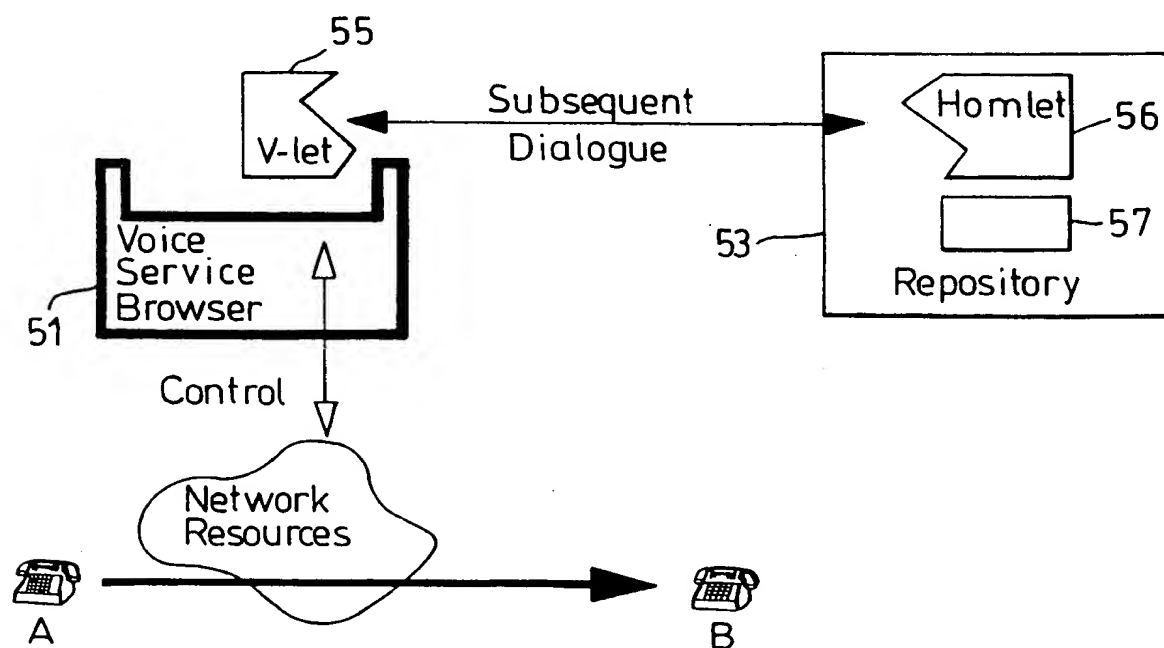 55
V-let
Subsequent
Dialogue
Homlet
56
57
53
Repository
Voice
Service
Browser
51
Control
Network
Resources
A
B